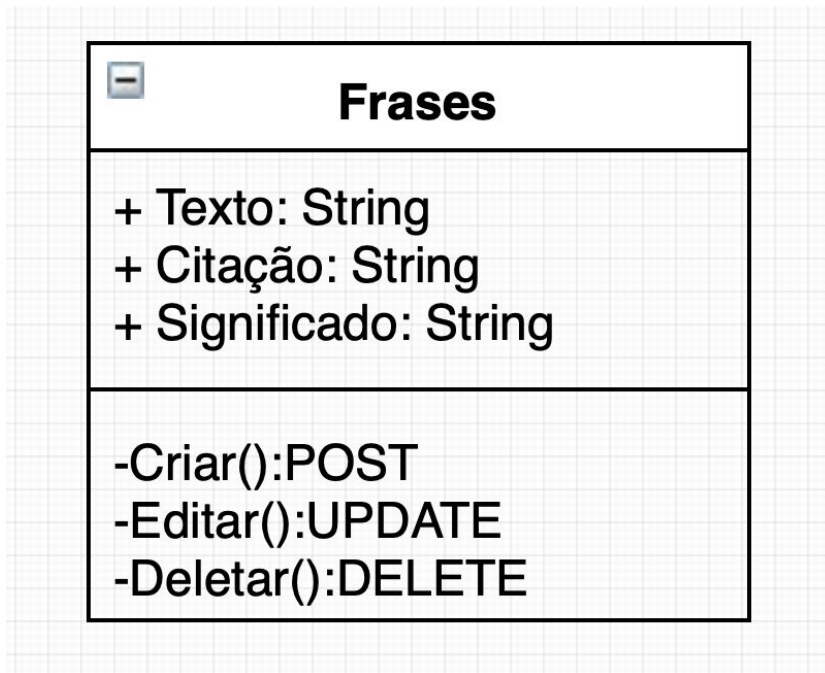 Frases
+ Texto: String
+ Citação: String
+ Significado: String
-Criar():POST
-Editar():UPDATE
-Deletar():DELETE